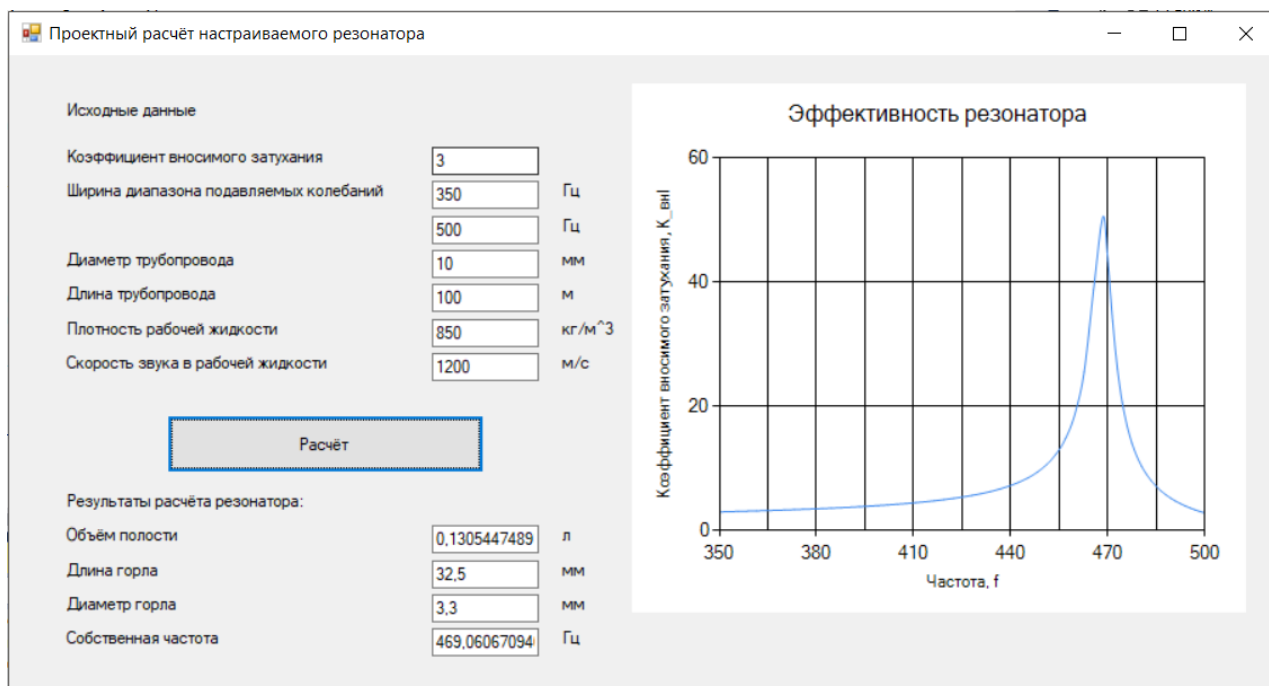 Проектный расчёт настраиваемого резонатора
Исходные данные
Коэффициент вносимого затухания 3
Ширина диапазона подавляемых колебаний 350 Гц
500 Гц
Диаметр трубопровода 10 мм
Длина трубопровода 100 м
Плотность рабочей жидкости 850 кг/м^3
Скорость звука в рабочей жидкости 1200 м/с
Расчёт
Результаты расчёта резонатора:
Объём полости 0,1305447489 л
Длина горла 32,5 мм
Диаметр горла 3,3 мм
Собственная частота 469,06067094 Гц
Эффективность резонатора
Коэффициент вносимого затухания, К_вн|
60
40
20
0
350 380 410 440 470 500
Частота, f